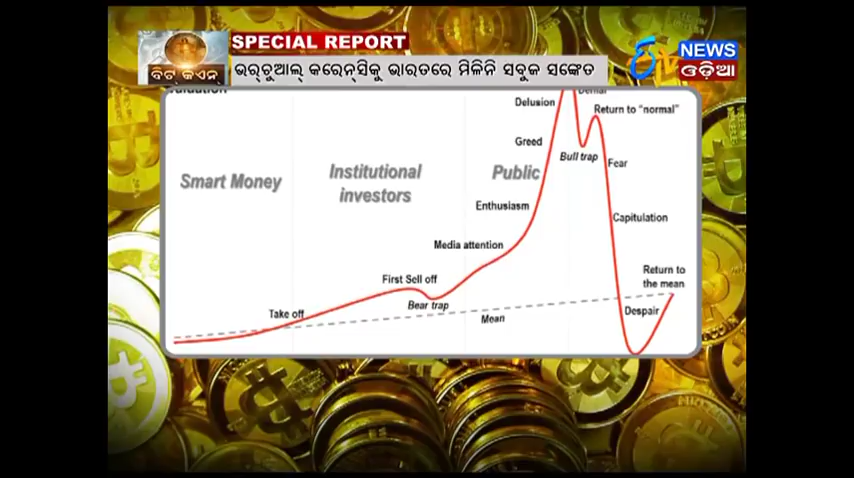 SPECIAL REPORT
ବିଟ୍ କଏନ୍
ଭର୍ଚୁଆଲ୍ କରେନ୍ସିକୁ ଭାରତରେ ମିଳିନି ସବୁଜ ସଙ୍କେତ
NEWS
ଓଡ଼ିଆ
Delusion
Return to “normal”
Greed
Bull trap
Fear
Smart Money
Institutional
investors
Public
Enthusiasm
Capitulation
Media attention
First Sell off
Bear trap
Return to
the mean
Take off
Mean
Despair